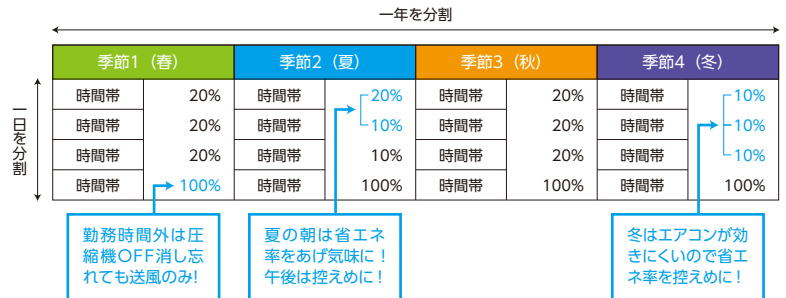 一年を分割
季節1（春） 季節2（夏） 季節3（秋） 季節4（冬）
一日を分割
時間帯 20% 時間帯 20% 時間帯 20% 時間帯 10%
時間帯 20% 時間帯 10% 時間帯 20% 時間帯 10%
時間帯 20% 時間帯 10% 時間帯 20% 時間帯 10%
時間帯 100% 時間帯 100% 時間帯 100% 時間帯 100%
勤務時間外は圧
縮機OFF消し忘
れても送風のみ!
夏の朝は省エネ
率をあげ気味に！
午後は控えめに！
冬はエアコンが効
きにくいので省エ
ネ率を控えめに！